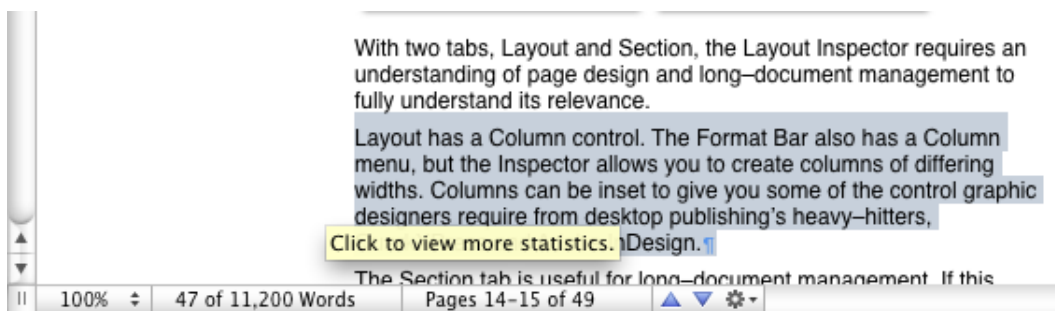 With two tabs, Layout and Section, the Layout Inspector requires an
understanding of page design and long–document management to
fully understand its relevance.
Layout has a Column control. The Format Bar also has a Column
menu, but the Inspector allows you to create columns of differing
widths. Columns can be inset to give you some of the control graphic
designers require from desktop publishing's heavy–hitters,
Click to view more statistics. nDesign.¶
The Section tab is useful for long–document management. If this
100% 47 of 11,200 Words Pages 14–15 of 49